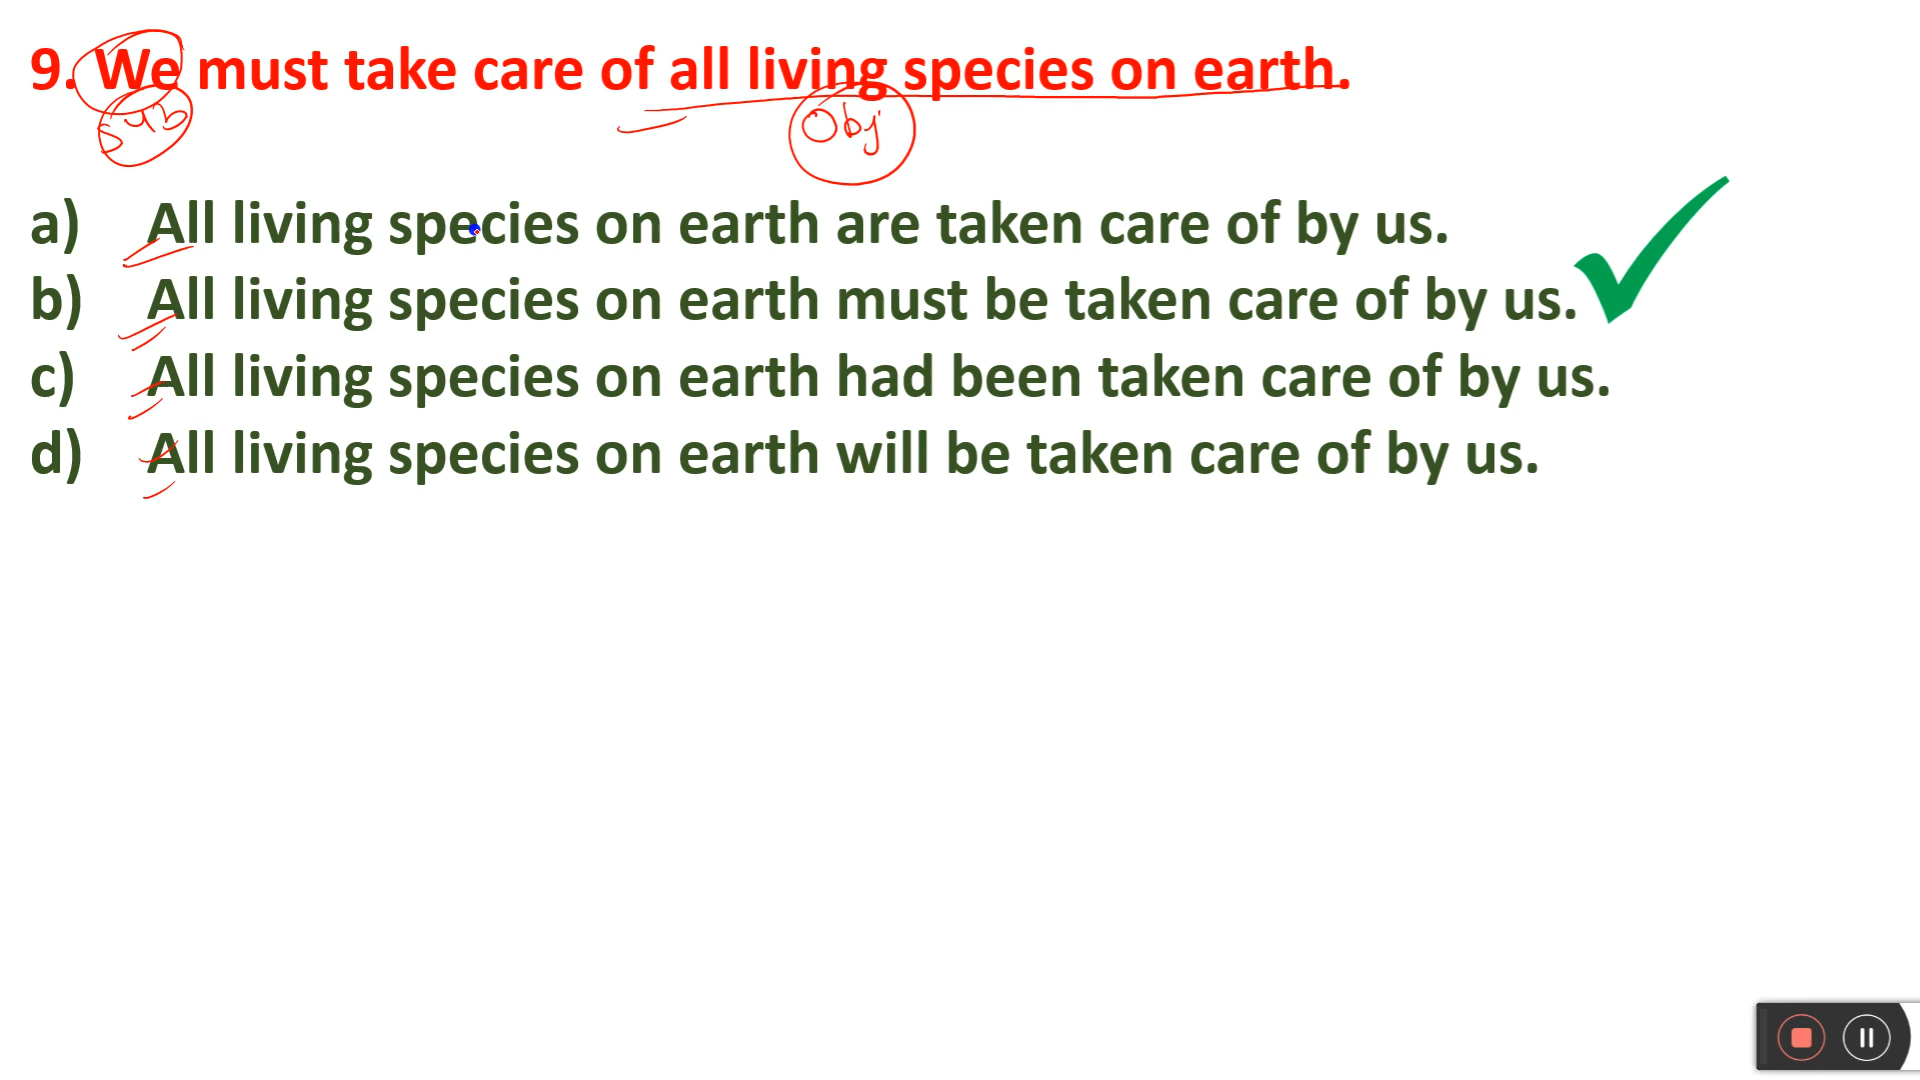 9. We must take care of all living species on earth.
Sub
Obj
a) All living species on earth are taken care of by us.
b) All living species on earth must be taken care of by us.
c) All living species on earth had been taken care of by us.
d) All living species on earth will be taken care of by us.